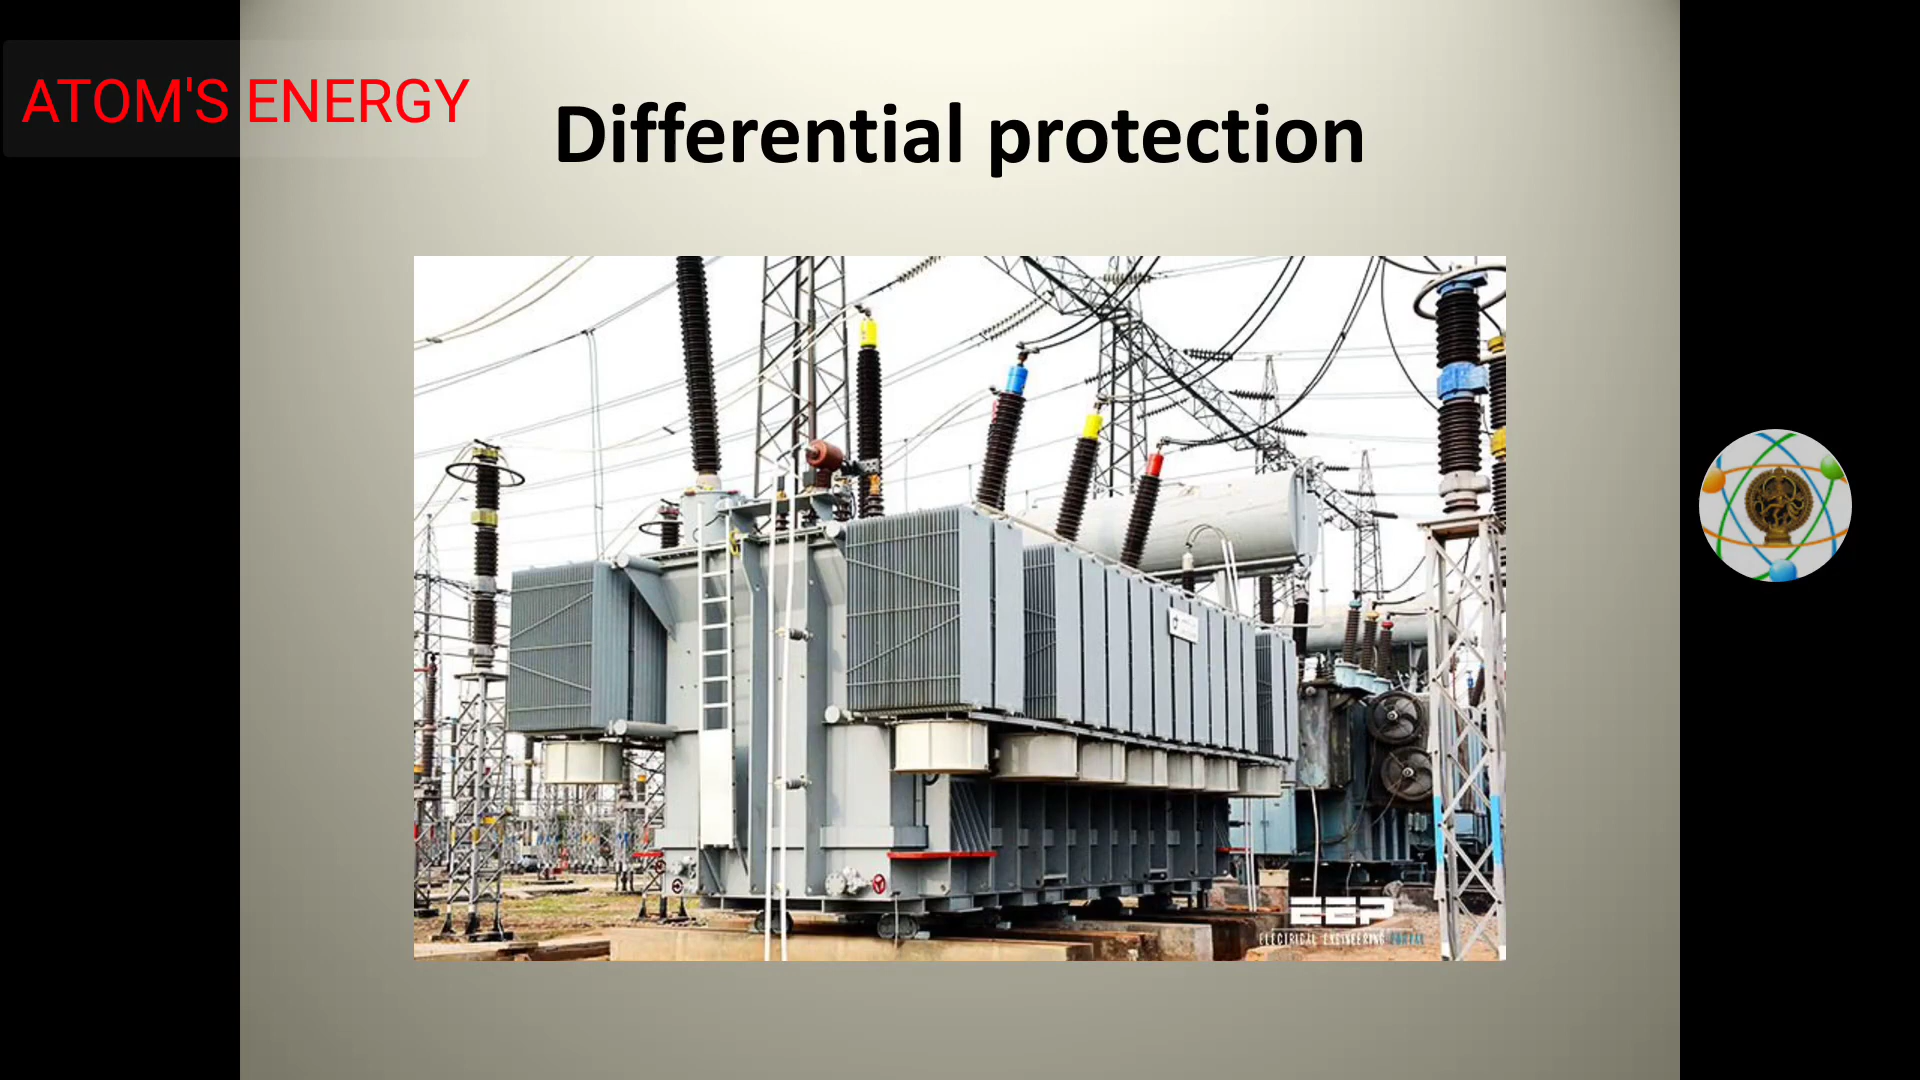 ATOM'S ENERGY
Differential protection
EEP
ELECTRICAL ENGINEERING PORTAL